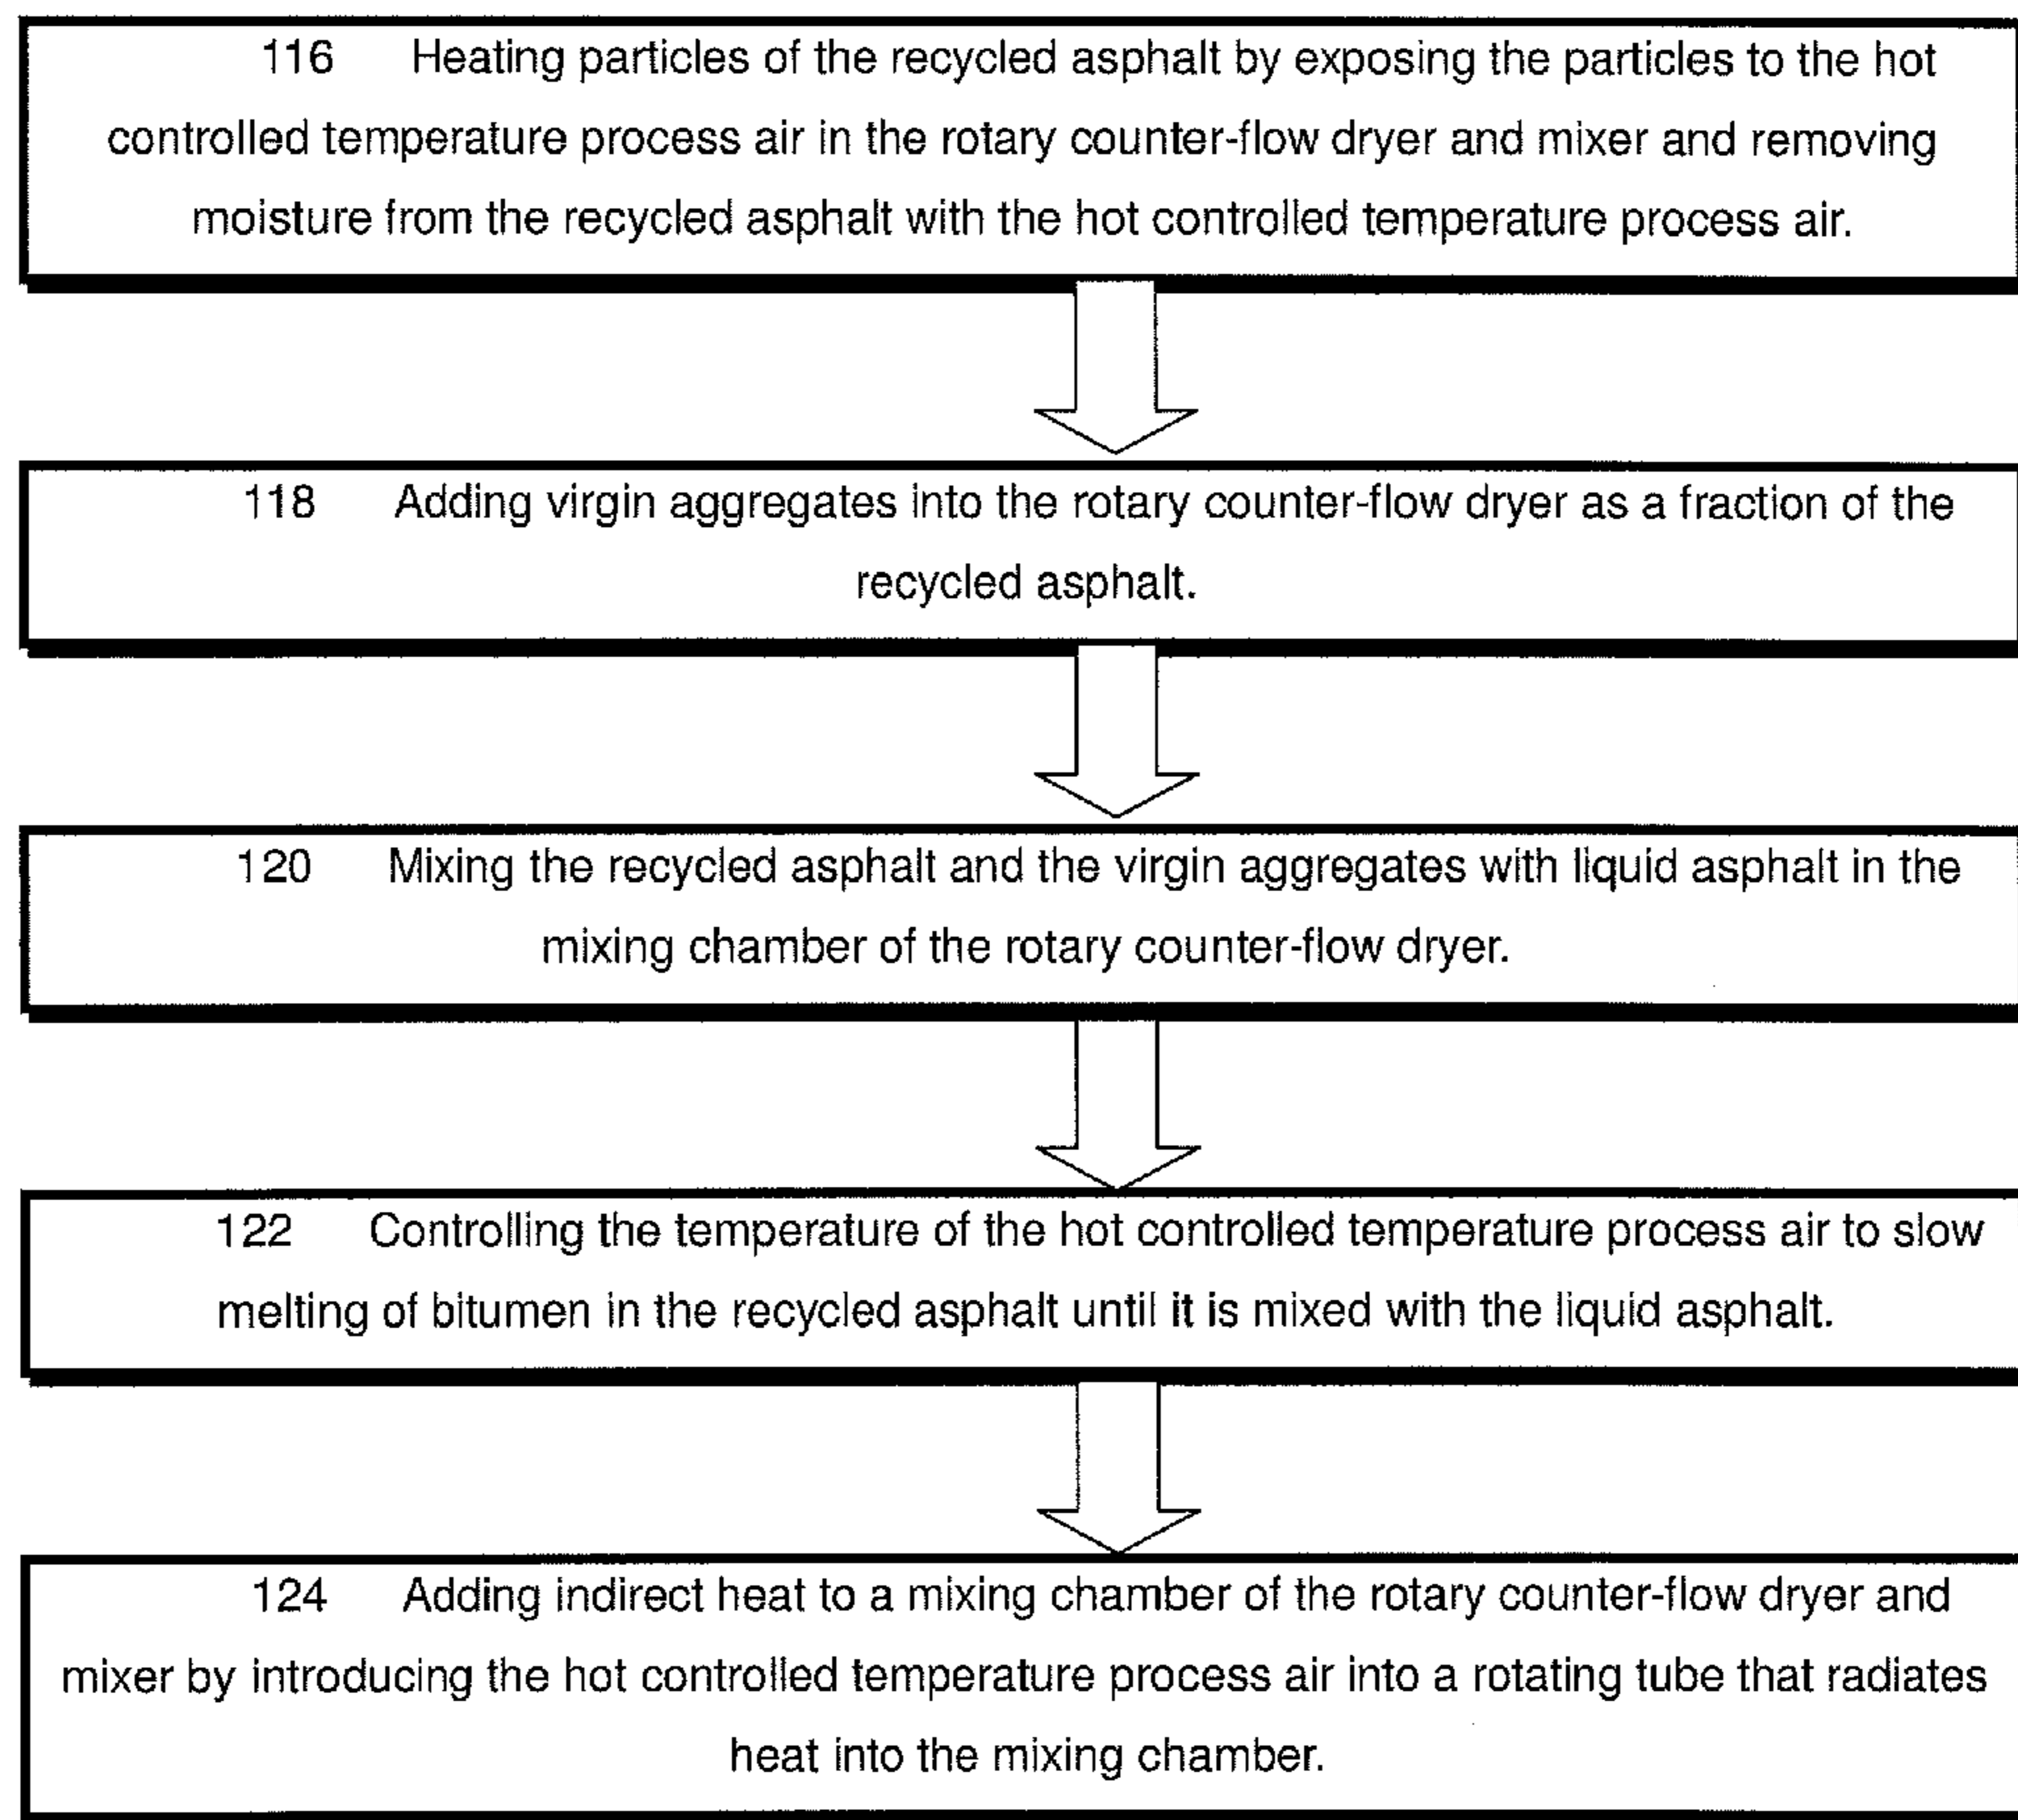 116 Heating particles of the recycled asphalt by exposing the particles to the hot
controlled temperature process air in the rotary counter-flow dryer and mixer and removing
moisture from the recycled asphalt with the hot controlled temperature process air.
118 Adding virgin aggregates into the rotary counter-flow dryer as a fraction of the
recycled asphalt.
120 Mixing the recycled asphalt and the virgin aggregates with liquid asphalt in the
mixing chamber of the rotary counter-flow dryer.
122 Controlling the temperature of the hot controlled temperature process air to slow
melting of bitumen in the recycled asphalt until it is mixed with the liquid asphalt.
124 Adding indirect heat to a mixing chamber of the rotary counter-flow dryer and
mixer by introducing the hot controlled temperature process air into a rotating tube that radiates
heat into the mixing chamber.